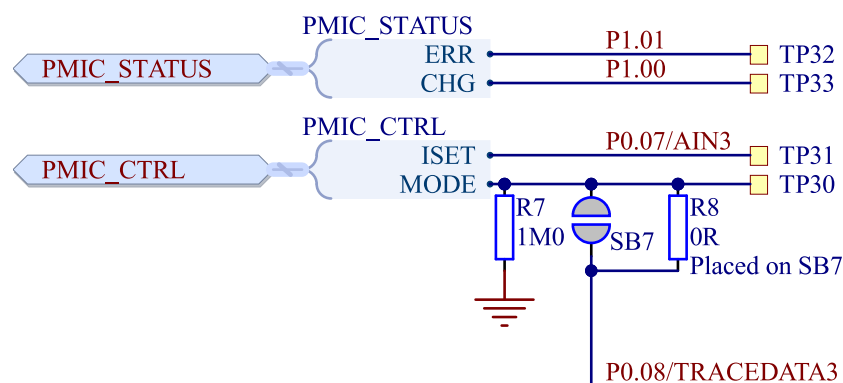 PMIC_STATUS
PMIC_STATUS
ERR
P1.01
TP32
CHG
P1.00
TP33
PMIC_CTRL
PMIC_CTRL
ISET
P0.07/AIN3
TP31
MODE
TP30
R7
1M0
SB7
R8
0R
Placed on SB7
P0.08/TRACEDATA3